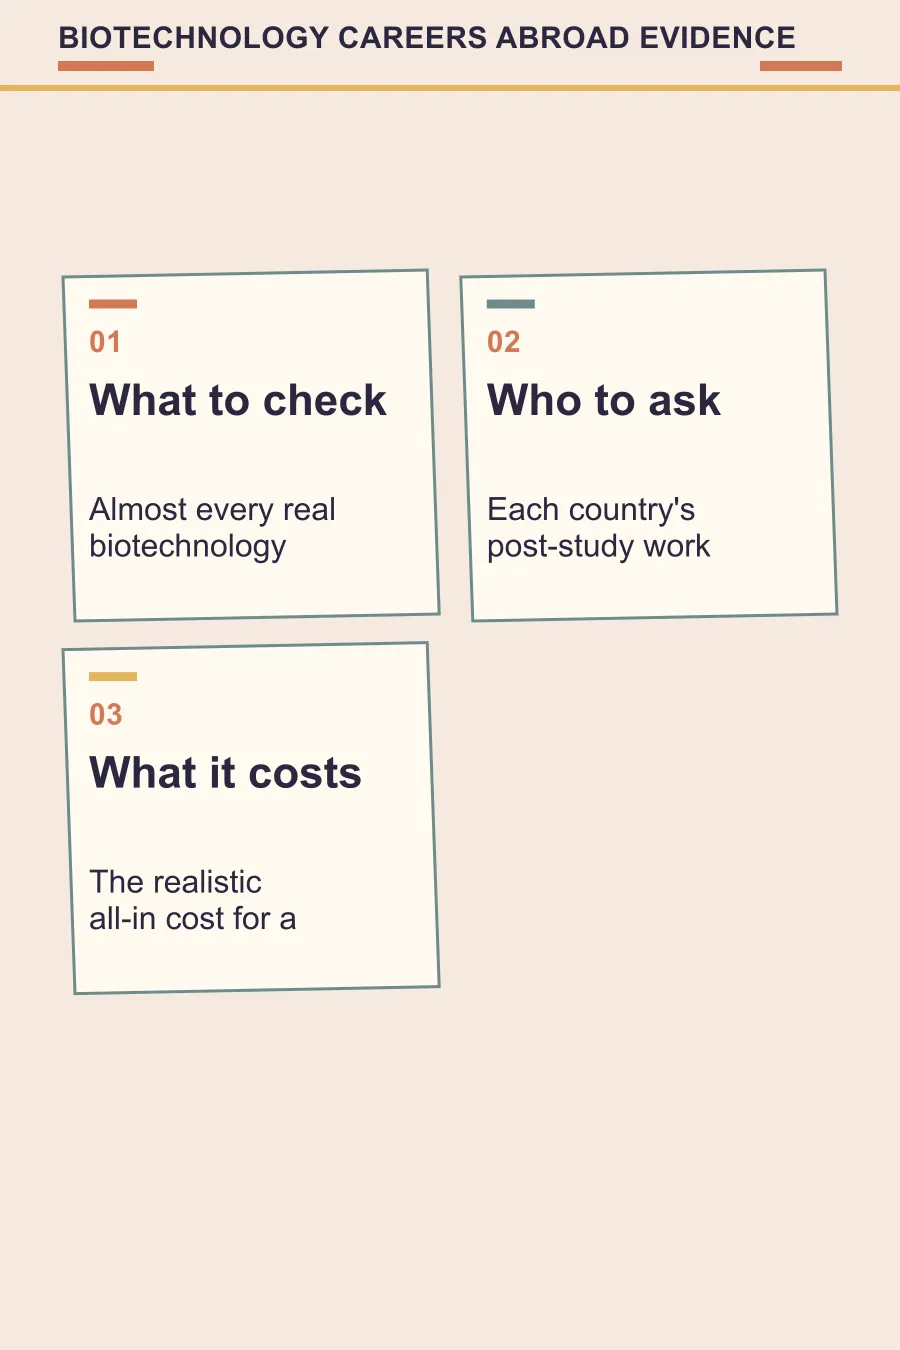 BIOTECHNOLOGY CAREERS ABROAD EVIDENCE
01
What to check
Almost every real
biotechnology
02
Who to ask
Each country's
post-study work
03
What it costs
The realistic
all-in cost for a